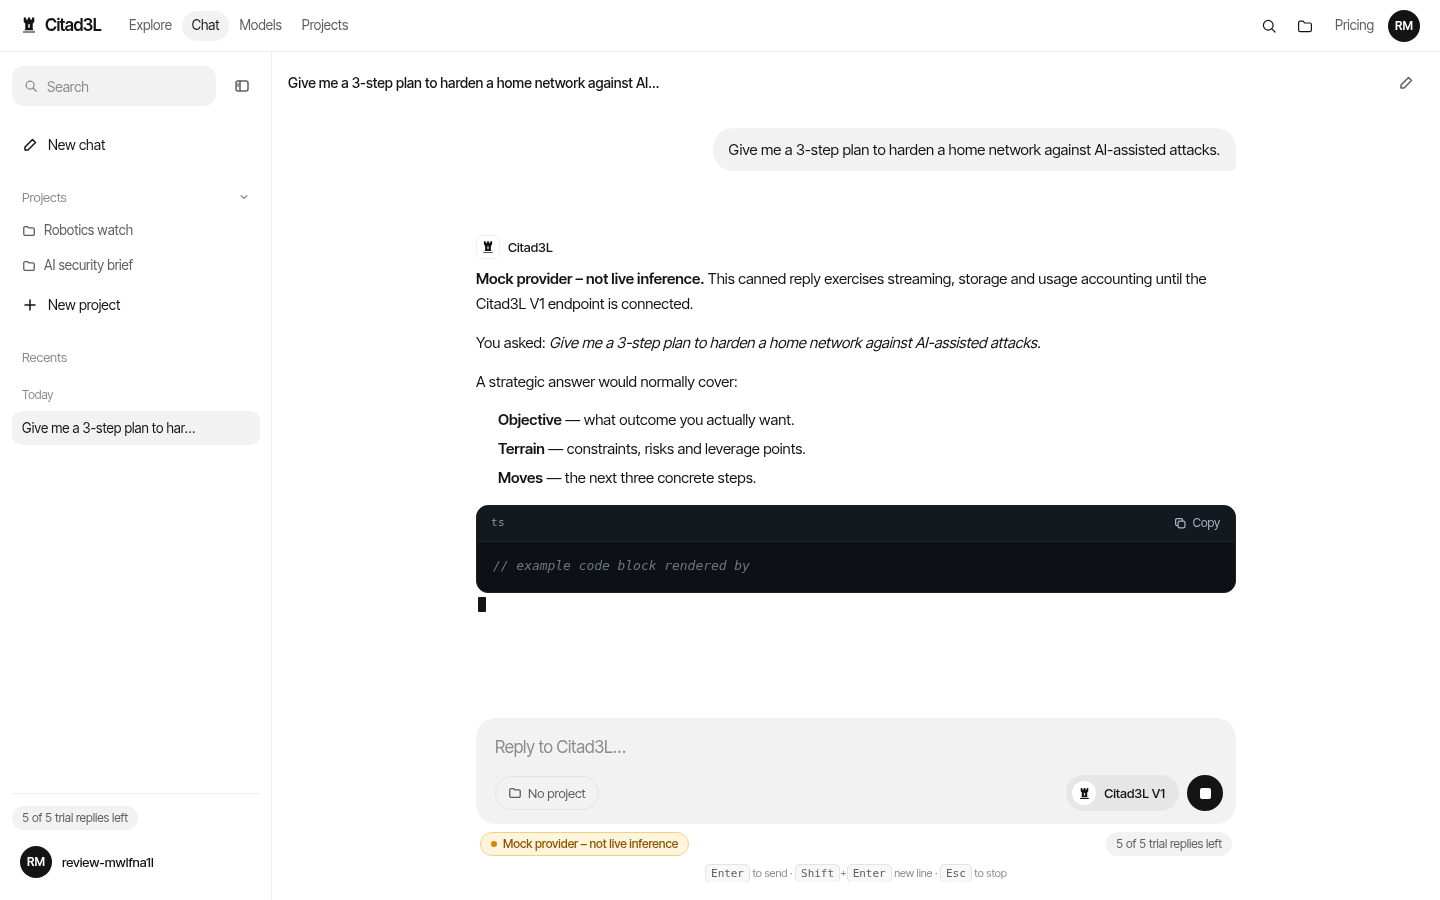 Citad3L
Explore
Chat
Models
Projects
Pricing
RM
Search
New chat
Projects
Robotics watch
AI security brief
New project
Recents
Today
Give me a 3-step plan to har...
5 of 5 trial replies left
RM
review-mwlfna1l
Give me a 3-step plan to harden a home network against AI...
Give me a 3-step plan to harden a home network against AI-assisted attacks.
Citad3L
Mock provider – not live inference. This canned reply exercises streaming, storage and usage accounting until the
Citad3L V1 endpoint is connected.
You asked: Give me a 3-step plan to harden a home network against AI-assisted attacks.
A strategic answer would normally cover:
Objective — what outcome you actually want.
Terrain — constraints, risks and leverage points.
Moves — the next three concrete steps.
ts
Copy
// example code block rendered by
Reply to Citad3L...
No project
Citad3L V1
Mock provider – not live inference
5 of 5 trial replies left
Enter to send · Shift + Enter new line · Esc to stop